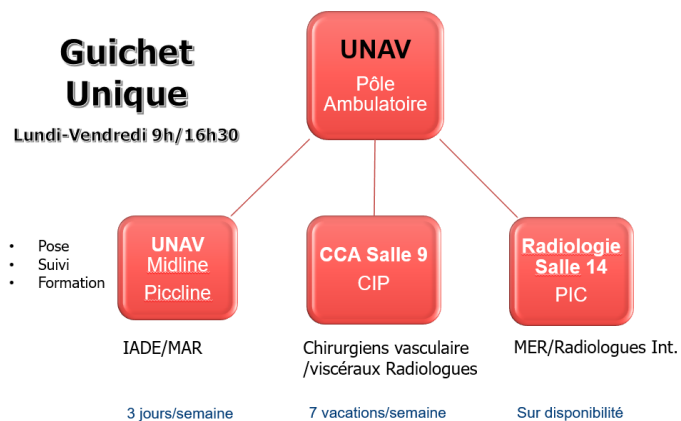 Guichet
Unique
Lundi-Vendredi 9h/16h30
UNAV
Pôle
Ambulatoire
• Pose
• Suivi
• Formation
UNAV
Midline
Piccline
CCA Salle 9
CIP
Radiologie
Salle 14
PIC
IADE/MAR
Chirurgiens vasculaire
/viscéraux Radiologues
MER/Radiologues Int.
3 jours/semaine
7 vacations/semaine
Sur disponibilité